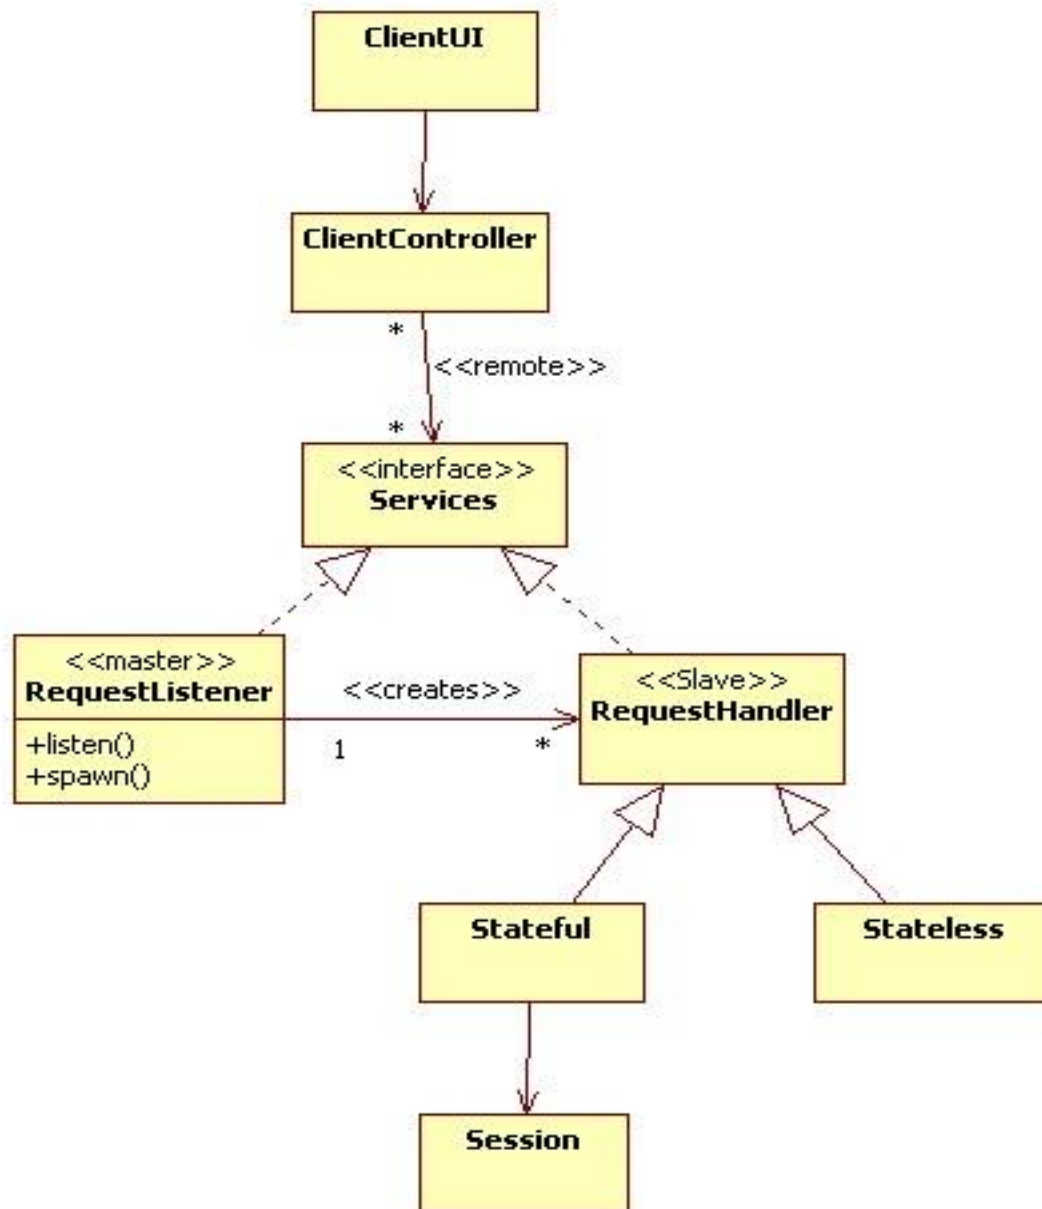 ClientUI
ClientController
*
<<remote>>
*
<<interface>>
Services
<<master>>
RequestListener
+listen()
+spawn()
<<creates>>
1
*
<<Slave>>
RequestHandler
Stateful
Stateless
Session